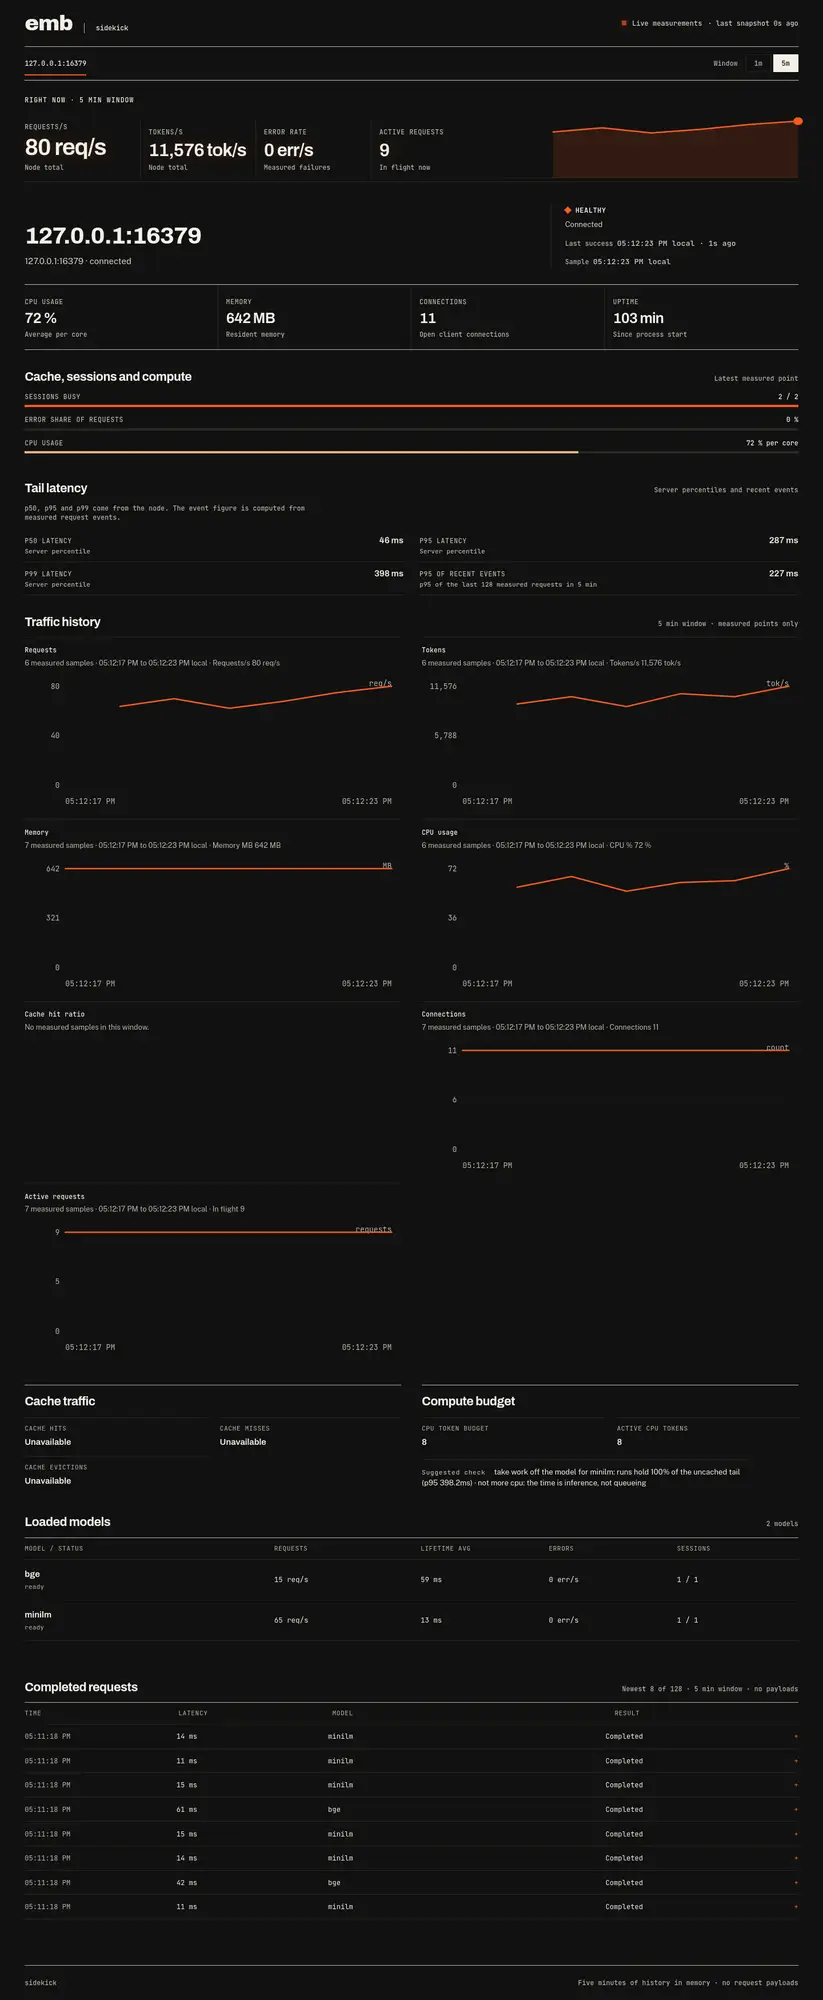 emb | sidekick
Live measurements · last snapshot 0s ago
127.0.0.1:16379
Window 1m 5m
RIGHT NOW · 5 MIN WINDOW
REQUESTS/S
80 req/s
Node total
TOKENS/S
11,576 tok/s
Node total
ERROR RATE
0 err/s
Measured failures
ACTIVE REQUESTS
9
In flight now
127.0.0.1:16379
127.0.0.1:16379 · connected
HEALTHY
Connected
Last success 05:12:23 PM local · 1s ago
Sample 05:12:23 PM local
CPU USAGE
72 %
Average per core
MEMORY
642 MB
Resident memory
CONNECTIONS
11
Open client connections
UPTIME
103 min
Since process start
Cache, sessions and compute
Latest measured point
SESSIONS BUSY 2 / 2
ERROR SHARE OF REQUESTS 0 %
CPU USAGE 72 % per core
Tail latency
Server percentiles and recent events
p50, p95 and p99 come from the node. The event figure is computed from
measured request events.
P50 LATENCY 46 ms
Server percentile
P95 LATENCY 287 ms
Server percentile
P99 LATENCY 398 ms
Server percentile
P95 OF RECENT EVENTS 227 ms
p95 of the last 128 measured requests in 5 min
Traffic history
5 min window · measured points only
Requests
6 measured samples · 05:12:17 PM to 05:12:23 PM local · Requests/s 80 req/s
req/s
80
40
0
05:12:17 PM 05:12:23 PM
Tokens
6 measured samples · 05:12:17 PM to 05:12:23 PM local · Tokens/s 11,576 tok/s
tok/s
11,576
5,788
0
05:12:17 PM 05:12:23 PM
Memory
7 measured samples · 05:12:17 PM to 05:12:23 PM local · Memory MB 642 MB
MB
642
321
0
05:12:17 PM 05:12:23 PM
CPU usage
6 measured samples · 05:12:17 PM to 05:12:23 PM local · CPU % 72 %
%
72
36
0
05:12:17 PM 05:12:23 PM
Cache hit ratio
No measured samples in this window.
Connections
7 measured samples · 05:12:17 PM to 05:12:23 PM local · Connections 11
count
11
6
0
05:12:17 PM 05:12:23 PM
Active requests
7 measured samples · 05:12:17 PM to 05:12:23 PM local · In flight 9
requests
9
5
0
05:12:17 PM 05:12:23 PM
Cache traffic
CACHE HITS
Unavailable
CACHE MISSES
Unavailable
CACHE EVICTIONS
Unavailable
Compute budget
CPU TOKEN BUDGET
8
ACTIVE CPU TOKENS
8
Suggested check take work off the model for minilm: runs hold 100% of the uncached tail
(p95 398.2ms) · not more cpu: the time is inference, not queueing
Loaded models
2 models
MODEL / STATUS REQUESTS LIFETIME AVG ERRORS SESSIONS
bge
ready
15 req/s 59 ms 0 err/s 1 / 1
minilm
ready
65 req/s 13 ms 0 err/s 1 / 1
Completed requests
Newest 8 of 128 · 5 min window · no payloads
TIME LATENCY MODEL RESULT
05:11:18 PM 14 ms minilm Completed +
05:11:18 PM 11 ms minilm Completed +
05:11:18 PM 15 ms minilm Completed +
05:11:18 PM 61 ms bge Completed +
05:11:18 PM 15 ms minilm Completed +
05:11:18 PM 14 ms minilm Completed +
05:11:18 PM 42 ms bge Completed +
05:11:18 PM 11 ms minilm Completed +
sidekick
Five minutes of history in memory · no request payloads